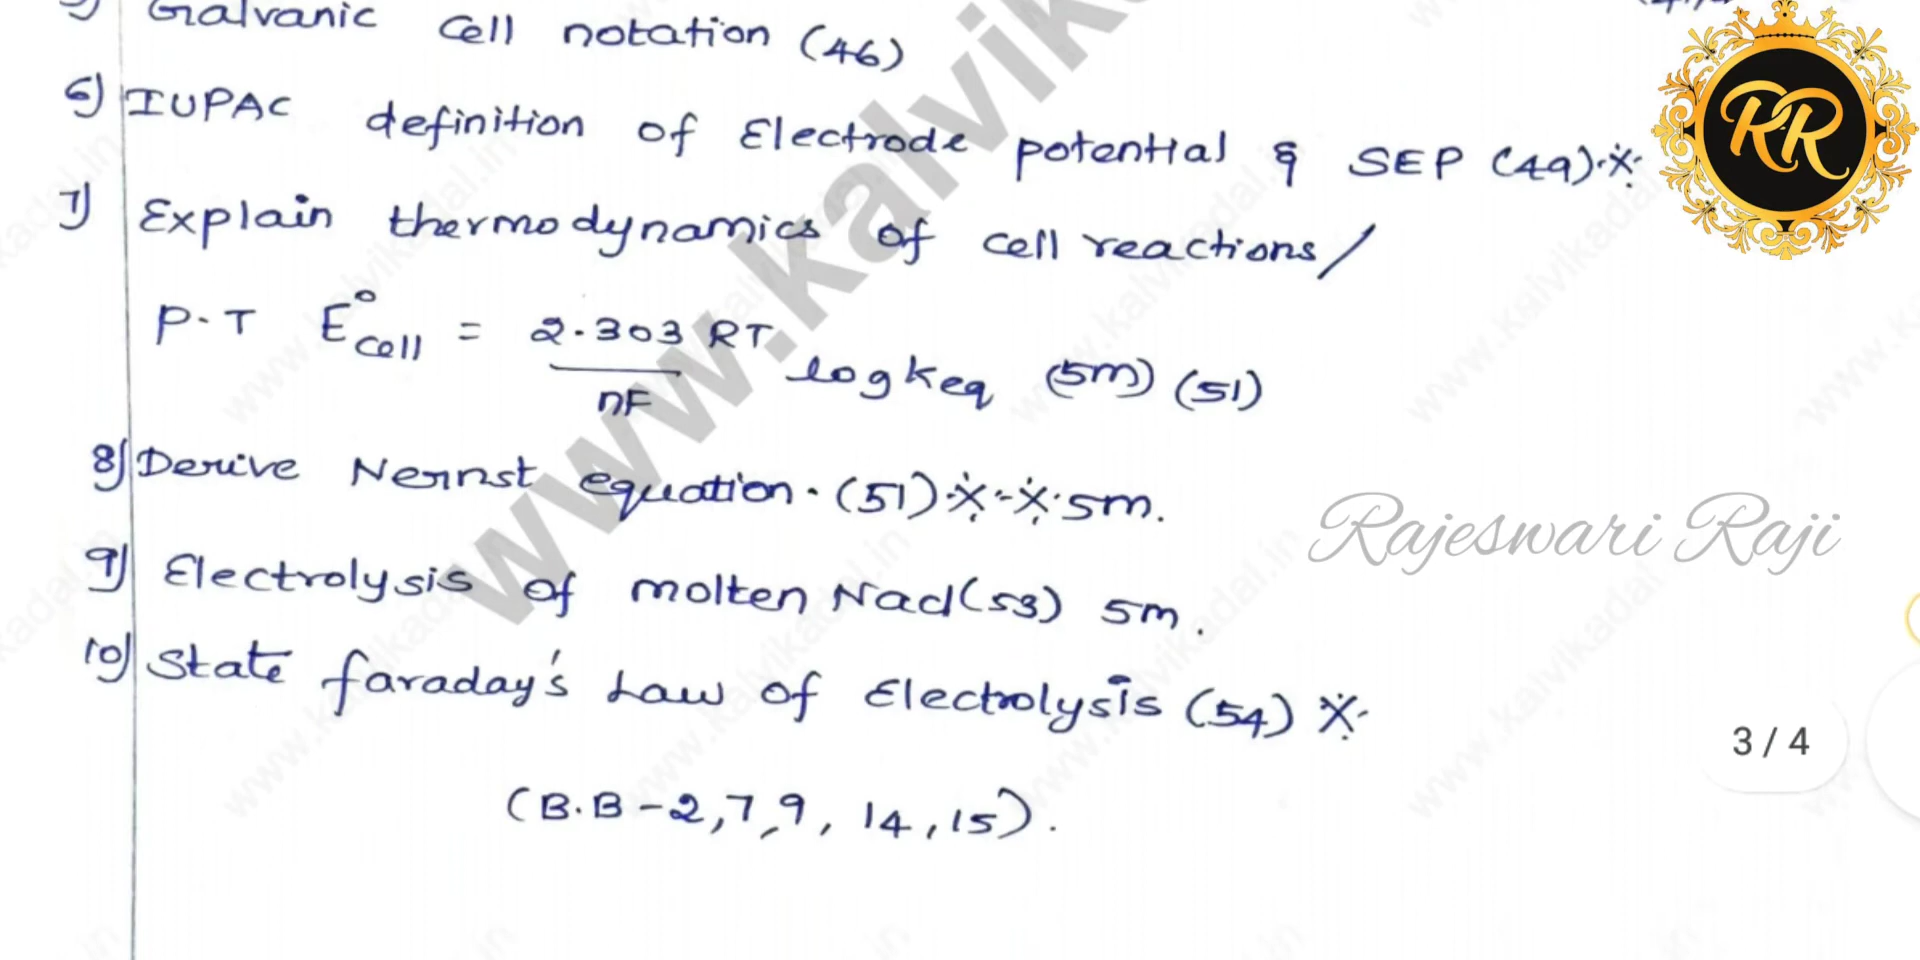 5) Galvanic Cell notation (46)
6) IUPAC definition of Electrode potential & SEP (49)※
7) Explain thermodynamics of cell reactions/
P.T E°cell = 2.303 RT / nF log Keq (5m) (51)
8) Derive Nernst equation. (51) ※ ※ 5m.
9) Electrolysis of molten Nacl (53) 5m.
10) State faraday's Law of Electrolysis (54) ※
(B.B - 2, 7, 9, 14, 15).
RR
Rajeswari Raji
3 / 4
www.kalvikadal.in